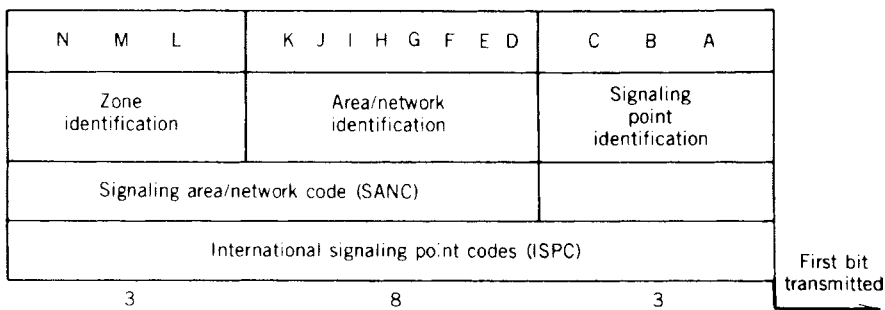 N M L K J I H G F E D C B A
Zone
identification
Area/network
identification
Signaling
point
identification
Signaling area/network code (SANC)
International signaling point codes (ISPC)
First bit
transmitted
3 8 3